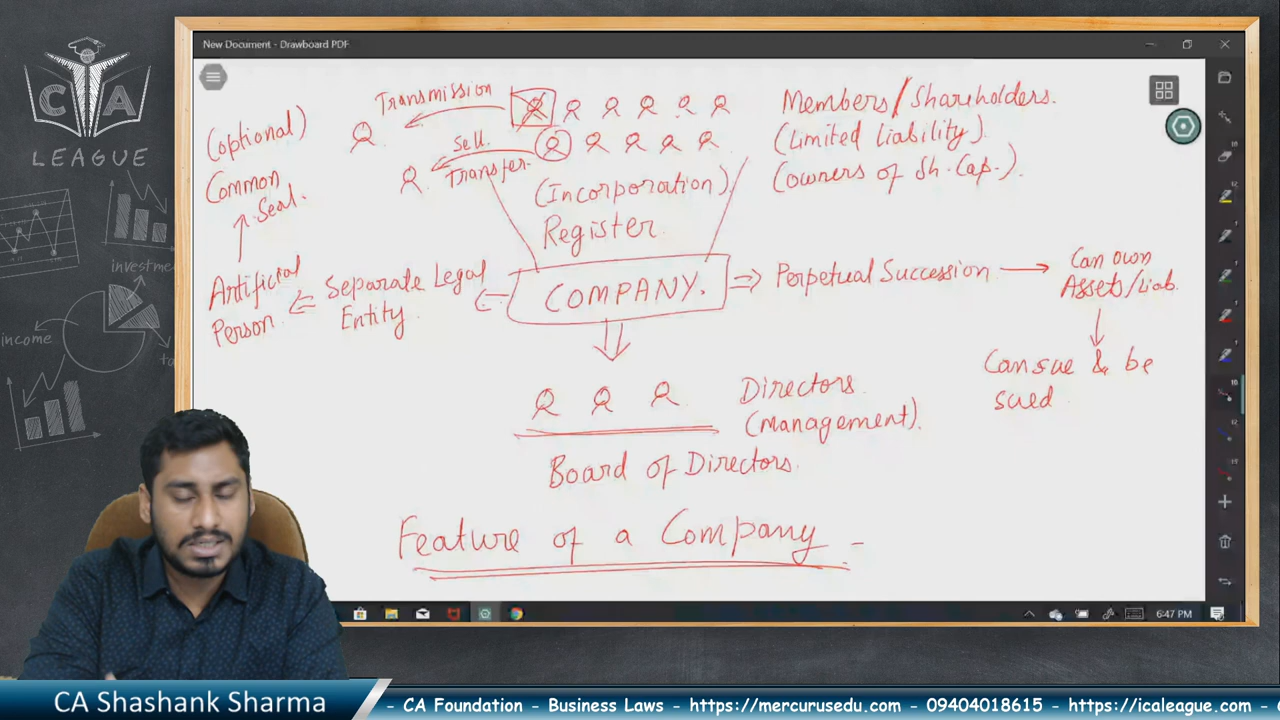 New Document - Drawboard PDF
CA
LEAGUE
Transmission
Sell.
Transfer.
(optional)
Common
Seal.
Artificial
Person.
Separate Legal
Entity.
(Incorporation)
Register.
COMPANY.
Members/Shareholders.
(Limited liability)
(owners of Sh. Cap.)
Perpetual Succession
Can own
Assets/Liab.
Can sue & be
sued
Directors.
(Management).
Board of Directors.
Feature of a Company -
investme
income
to
6:47 PM
CA Shashank Sharma
- CA Foundation - Business Laws - https://mercurusedu.com - 09404018615 - https://icaleague.com -